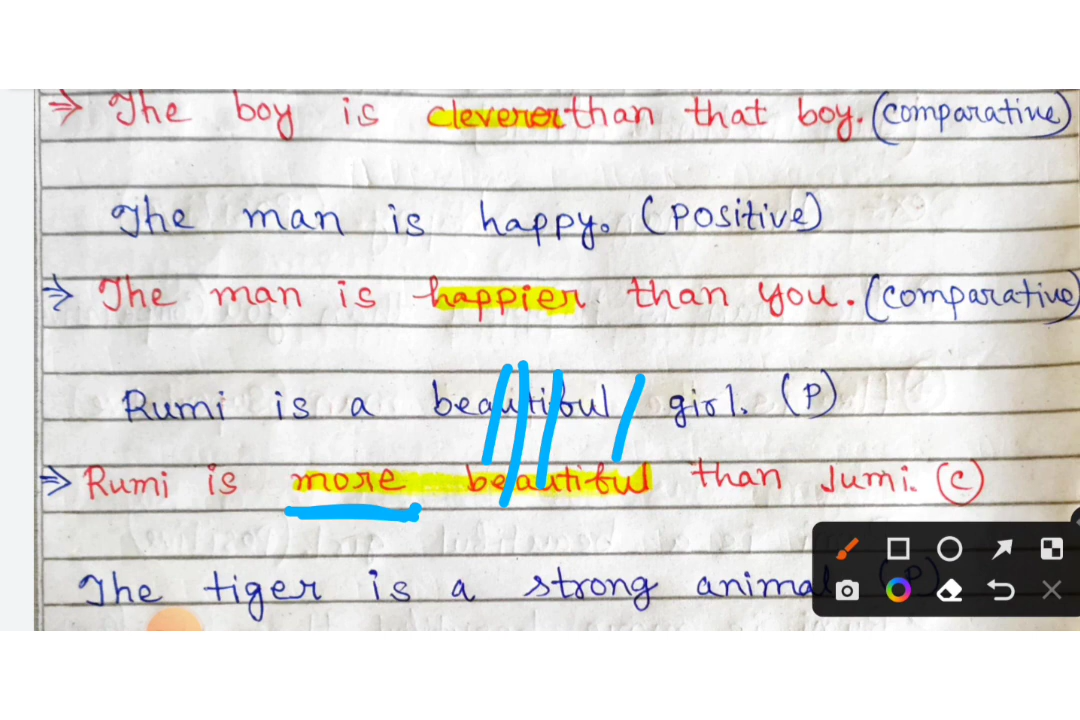 ⇒ The boy is cleverer than that boy. (comparative)
The man is happy. (Positive)
⇒ The man is happier than you. (comparative)
Rumi is a beautiful girl. (P)
⇒ Rumi is more beautiful than Jumi. (C)
The tiger is a strong animal (P)